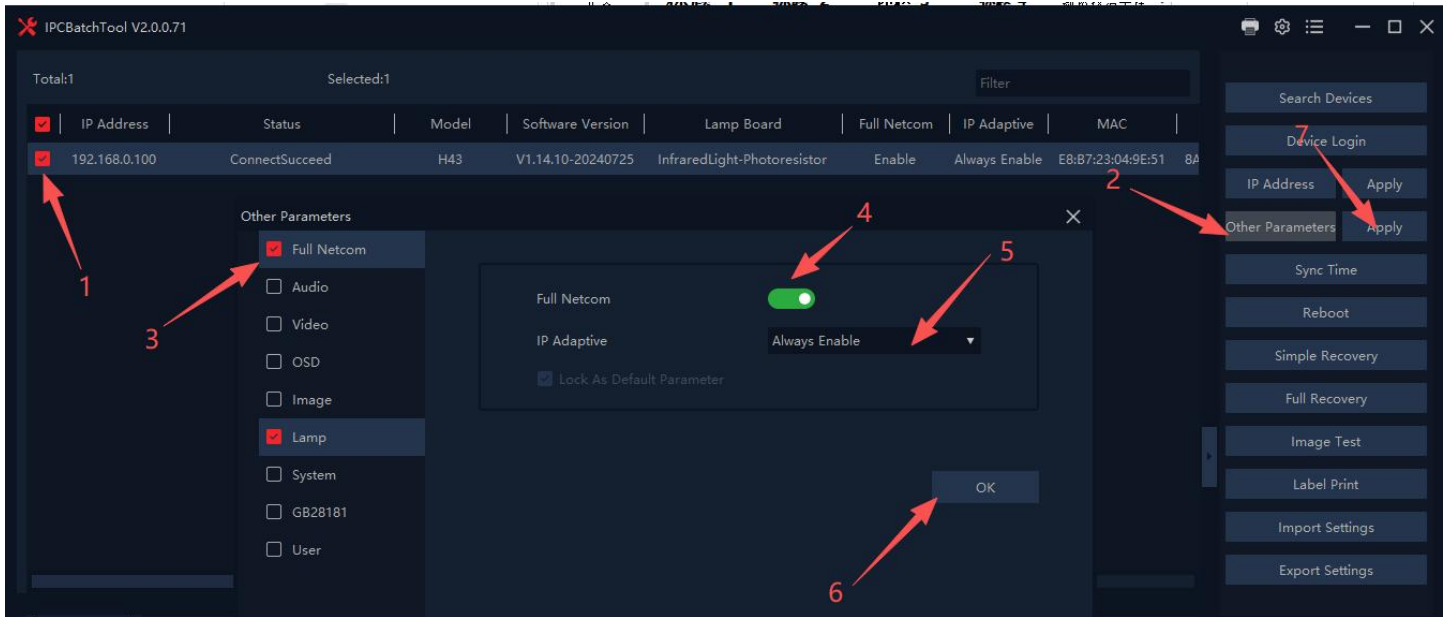 IPCBatchTool V2.0.0.71
Total:1 Selected:1 Filter
IP Address Status Model Software Version Lamp Board Full Netcom IP Adaptive MAC
192.168.0.100 ConnectSucceed H43 V1.14.10-20240725 InfraredLight-Photoresistor Enable Always Enable E8:B7:23:04:9E:51 8A
Search Devices
Device Login
7
IP Address Apply
Other Parameters Apply
Sync Time
Reboot
Simple Recovery
Full Recovery
Image Test
Label Print
Import Settings
Export Settings
1
2
Other Parameters
Full Netcom
Audio
Video
OSD
Image
Lamp
System
GB28181
User
3
4
Full Netcom
5
IP Adaptive Always Enable
Lock As Default Parameter
OK
6